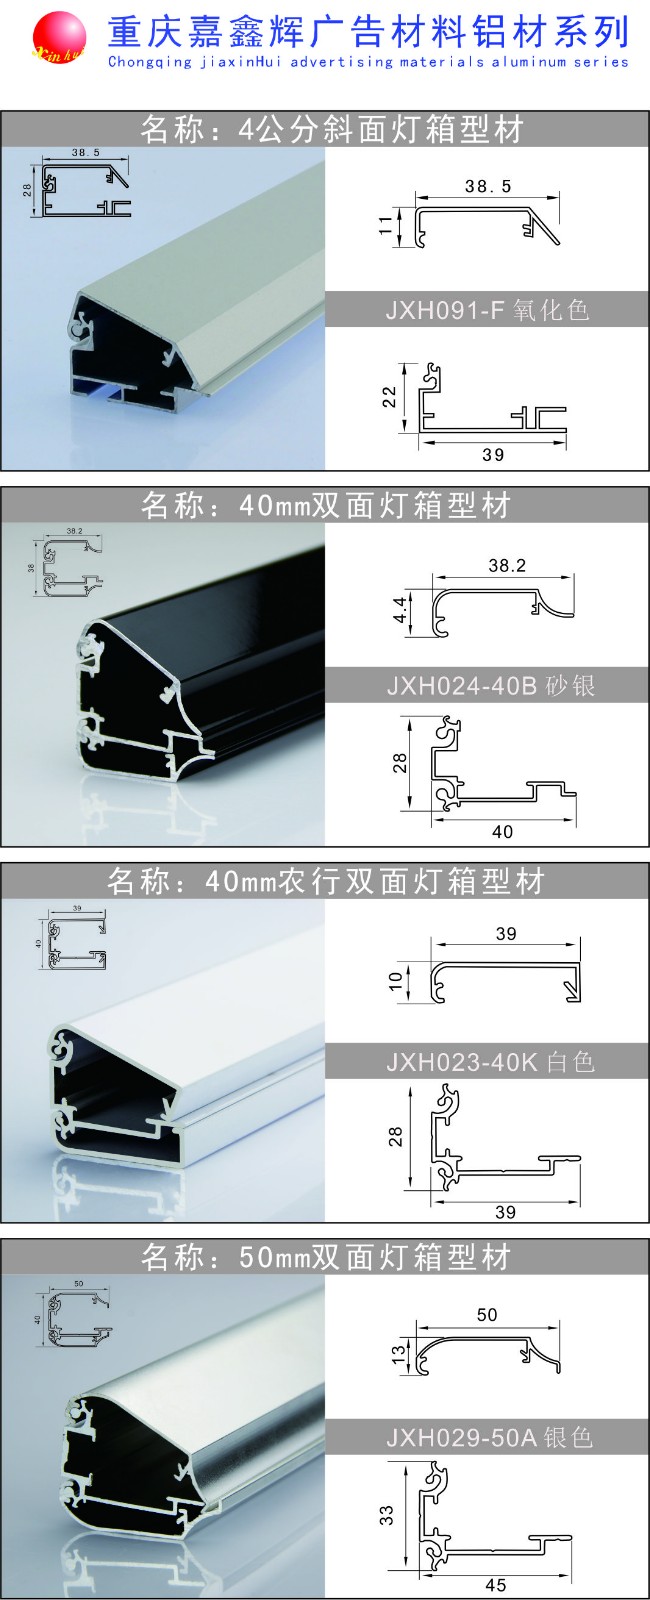 Xin hui
重庆嘉鑫辉广告材料铝材系列
Chongqing jiaxinHui advertising materials aluminum series
名称：4公分斜面灯箱型材
38.5
28
38.5
11
JXH091-F 氧化色
22
39
名称：40mm双面灯箱型材
38.2
38
38.2
4.4
JXH024-40B 砂银
28
40
名称：40mm农行双面灯箱型材
39
40
39
10
JXH023-40K 白色
28
39
名称：50mm双面灯箱型材
50
40
50
13
JXH029-50A 银色
33
45